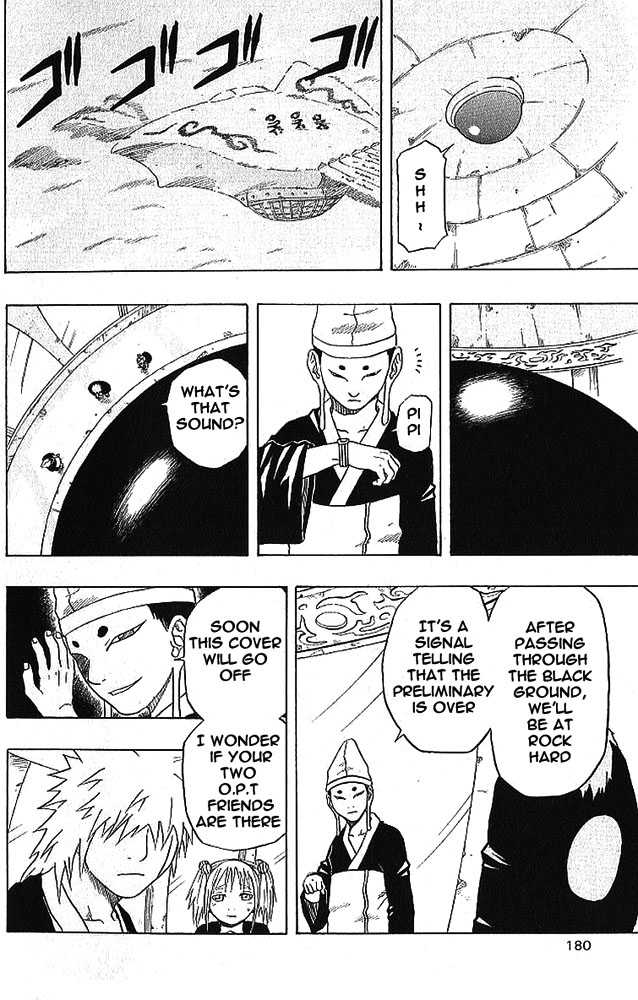 ゴ〃 ゴ〃 ゴ〃 ゴ〃
S
H
H
~
WHAT'S
THAT
SOUND?
PI
PI
SOON
THIS COVER
WILL GO
OFF
I WONDER
IF YOUR
TWO
O.P.T
FRIENDS
ARE THERE
IT'S A
SIGNAL
TELLING
THAT THE
PRELIMINARY
IS OVER
AFTER
PASSING
THROUGH
THE BLACK
GROUND,
WE'LL
BE AT
ROCK
HARD
180